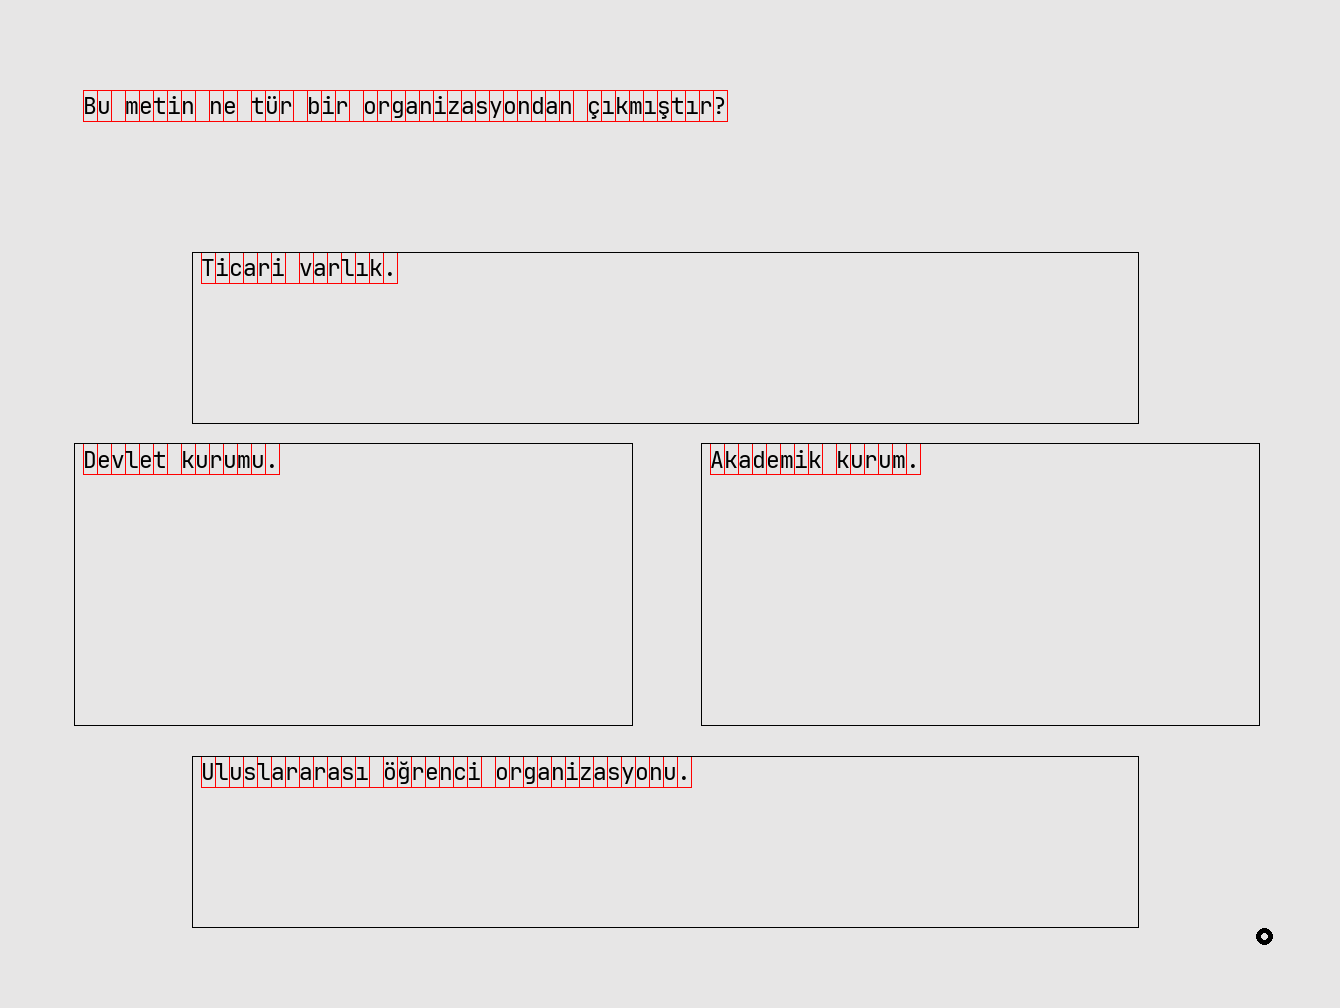 Bu metin ne tür bir organizasyondan çıkmıştır?
Ticari varlık.
Devlet kurumu.
Akademik kurum.
Uluslararası öğrenci organizasyonu.